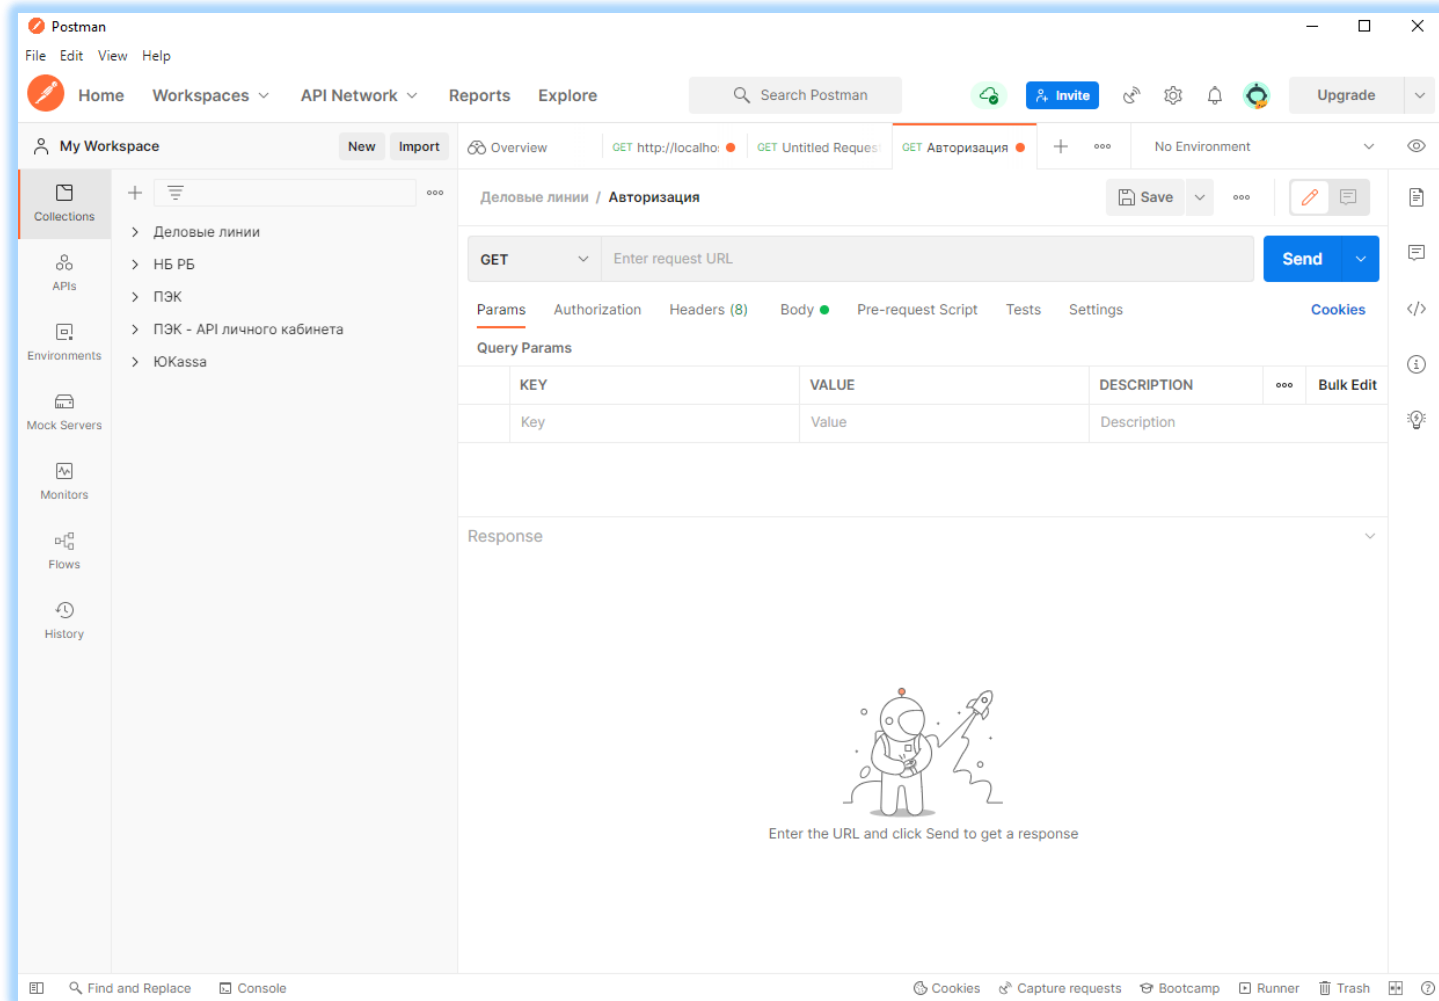 Postman
File Edit View Help
Home Workspaces API Network Reports Explore Search Postman Invite Upgrade
My Workspace New Import Overview GET http://localho: GET Untitled Reques GET Авторизация No Environment
Collections
APIs
Environments
Mock Servers
Monitors
Flows
History
Деловые линии
НБ РБ
ПЭК
ПЭК - API личного кабинета
ЮKassa
Деловые линии / Авторизация Save
GET Enter request URL Send
Params Authorization Headers (8) Body Pre-request Script Tests Settings Cookies
Query Params
KEY VALUE DESCRIPTION Bulk Edit
Key Value Description
Response
Enter the URL and click Send to get a response
Find and Replace Console Cookies Capture requests Bootcamp Runner Trash